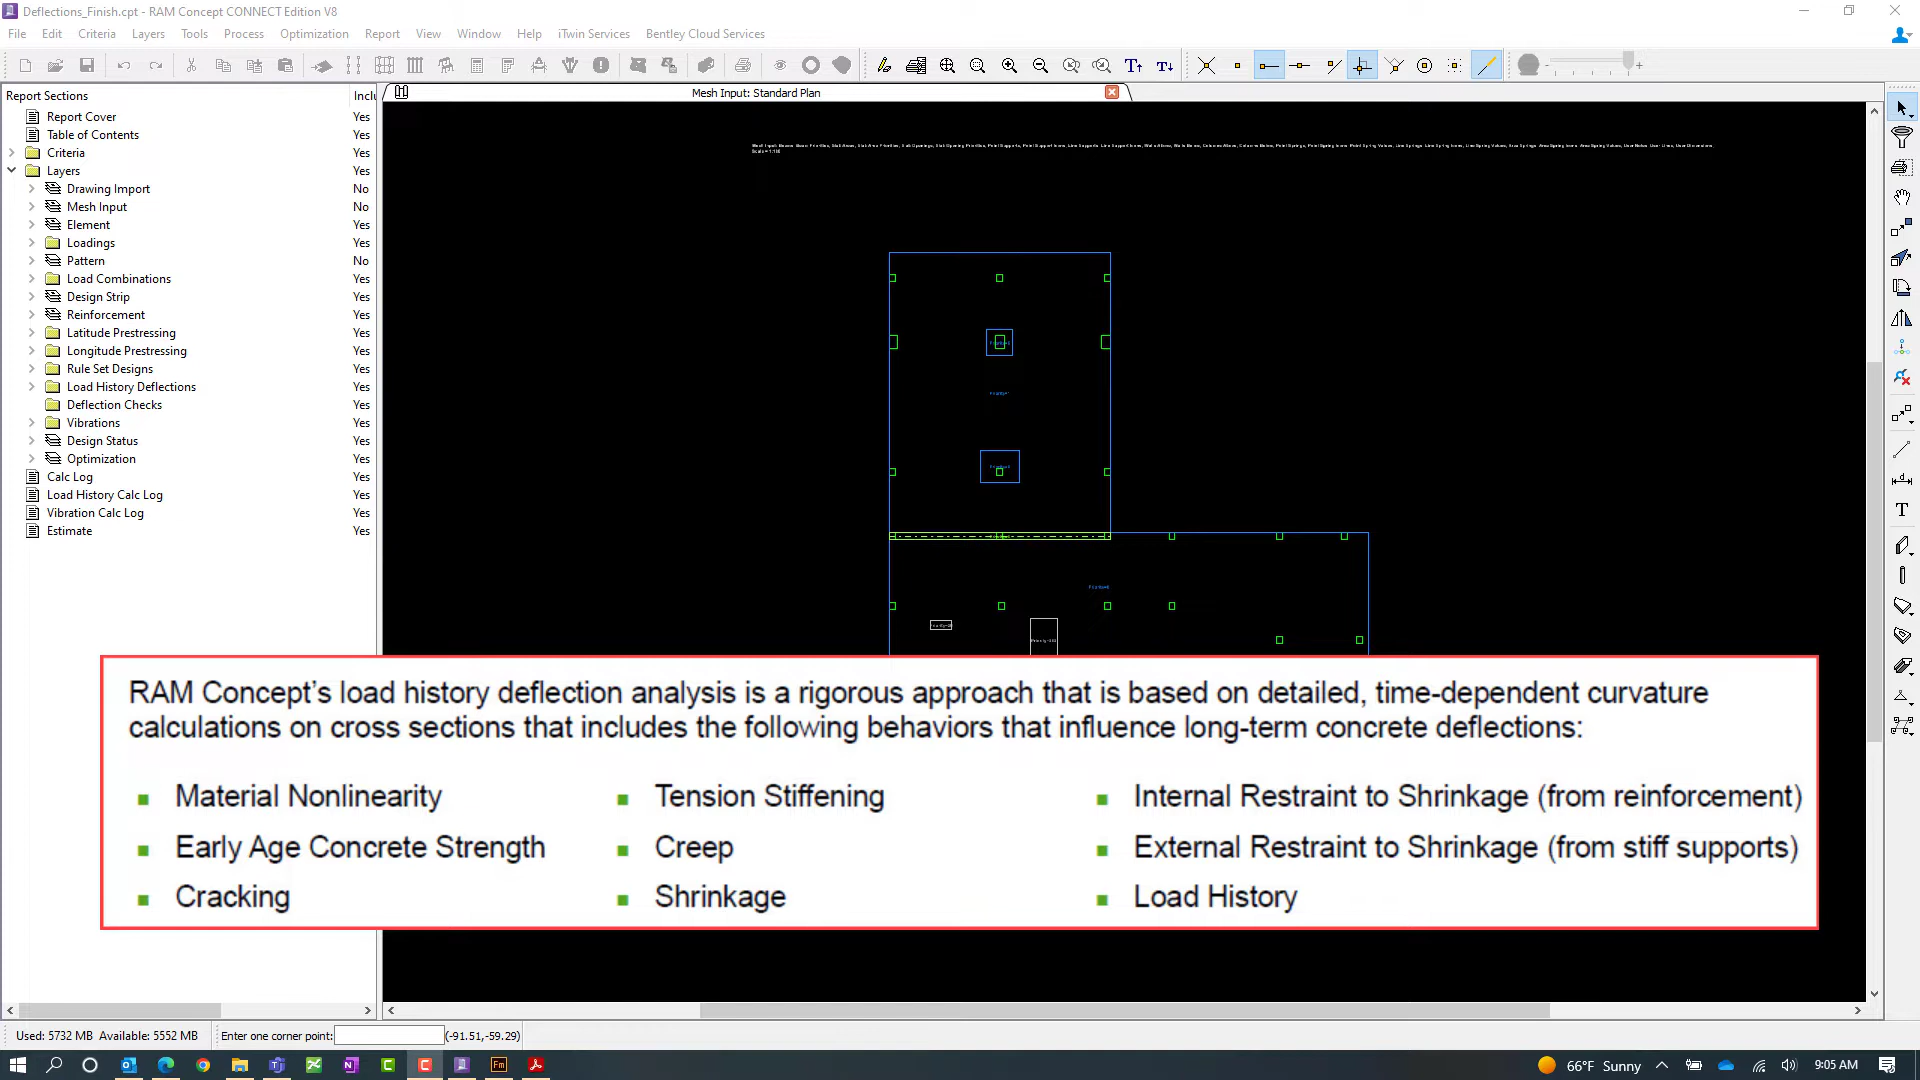 Deflections_Finish.cpt - RAM Concept CONNECT Edition V8
File Edit Criteria Layers Tools Process Optimization Report View Window Help iTwin Services Bentley Cloud Services
Report Sections Inclu
Mesh Input: Standard Plan
Report Cover Yes
Table of Contents Yes
Criteria Yes
Layers Yes
Drawing Import No
Mesh Input No
Element Yes
Loadings Yes
Pattern No
Load Combinations Yes
Design Strip Yes
Reinforcement Yes
Latitude Prestressing Yes
Longitude Prestressing Yes
Rule Set Designs Yes
Load History Deflections Yes
Deflection Checks Yes
Vibrations Yes
Design Status Yes
Optimization Yes
Calc Log Yes
Load History Calc Log Yes
Vibration Calc Log Yes
Estimate Yes
RAM Concept's load history deflection analysis is a rigorous approach that is based on detailed, time-dependent curvature
calculations on cross sections that includes the following behaviors that influence long-term concrete deflections:
Material Nonlinearity
Early Age Concrete Strength
Cracking
Tension Stiffening
Creep
Shrinkage
Internal Restraint to Shrinkage (from reinforcement)
External Restraint to Shrinkage (from stiff supports)
Load History
Used: 5732 MB Available: 5552 MB Enter one corner point: (-91.51,-59.29)
66°F Sunny 9:05 AM